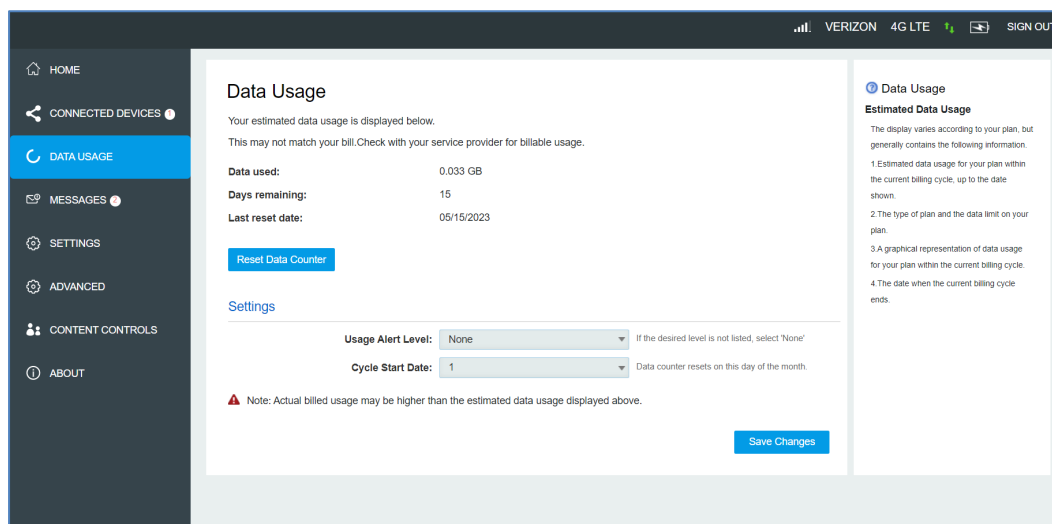 VERIZON 4G LTE SIGN OUT
HOME
CONNECTED DEVICES 1
DATA USAGE
MESSAGES 2
SETTINGS
ADVANCED
CONTENT CONTROLS
ABOUT
Data Usage
Your estimated data usage is displayed below.
This may not match your bill.Check with your service provider for billable usage.
Data used: 0.033 GB
Days remaining: 15
Last reset date: 05/15/2023
Reset Data Counter
Settings
Usage Alert Level: None If the desired level is not listed, select 'None'
Cycle Start Date: 1 Data counter resets on this day of the month.
Note: Actual billed usage may be higher than the estimated data usage displayed above.
Save Changes
Data Usage
Estimated Data Usage
The display varies according to your plan, but
generally contains the following information.
1.Estimated data usage for your plan within
the current billing cycle, up to the date
shown.
2.The type of plan and the data limit on your
plan.
3.A graphical representation of data usage
for your plan within the current billing cycle.
4.The date when the current billing cycle
ends.